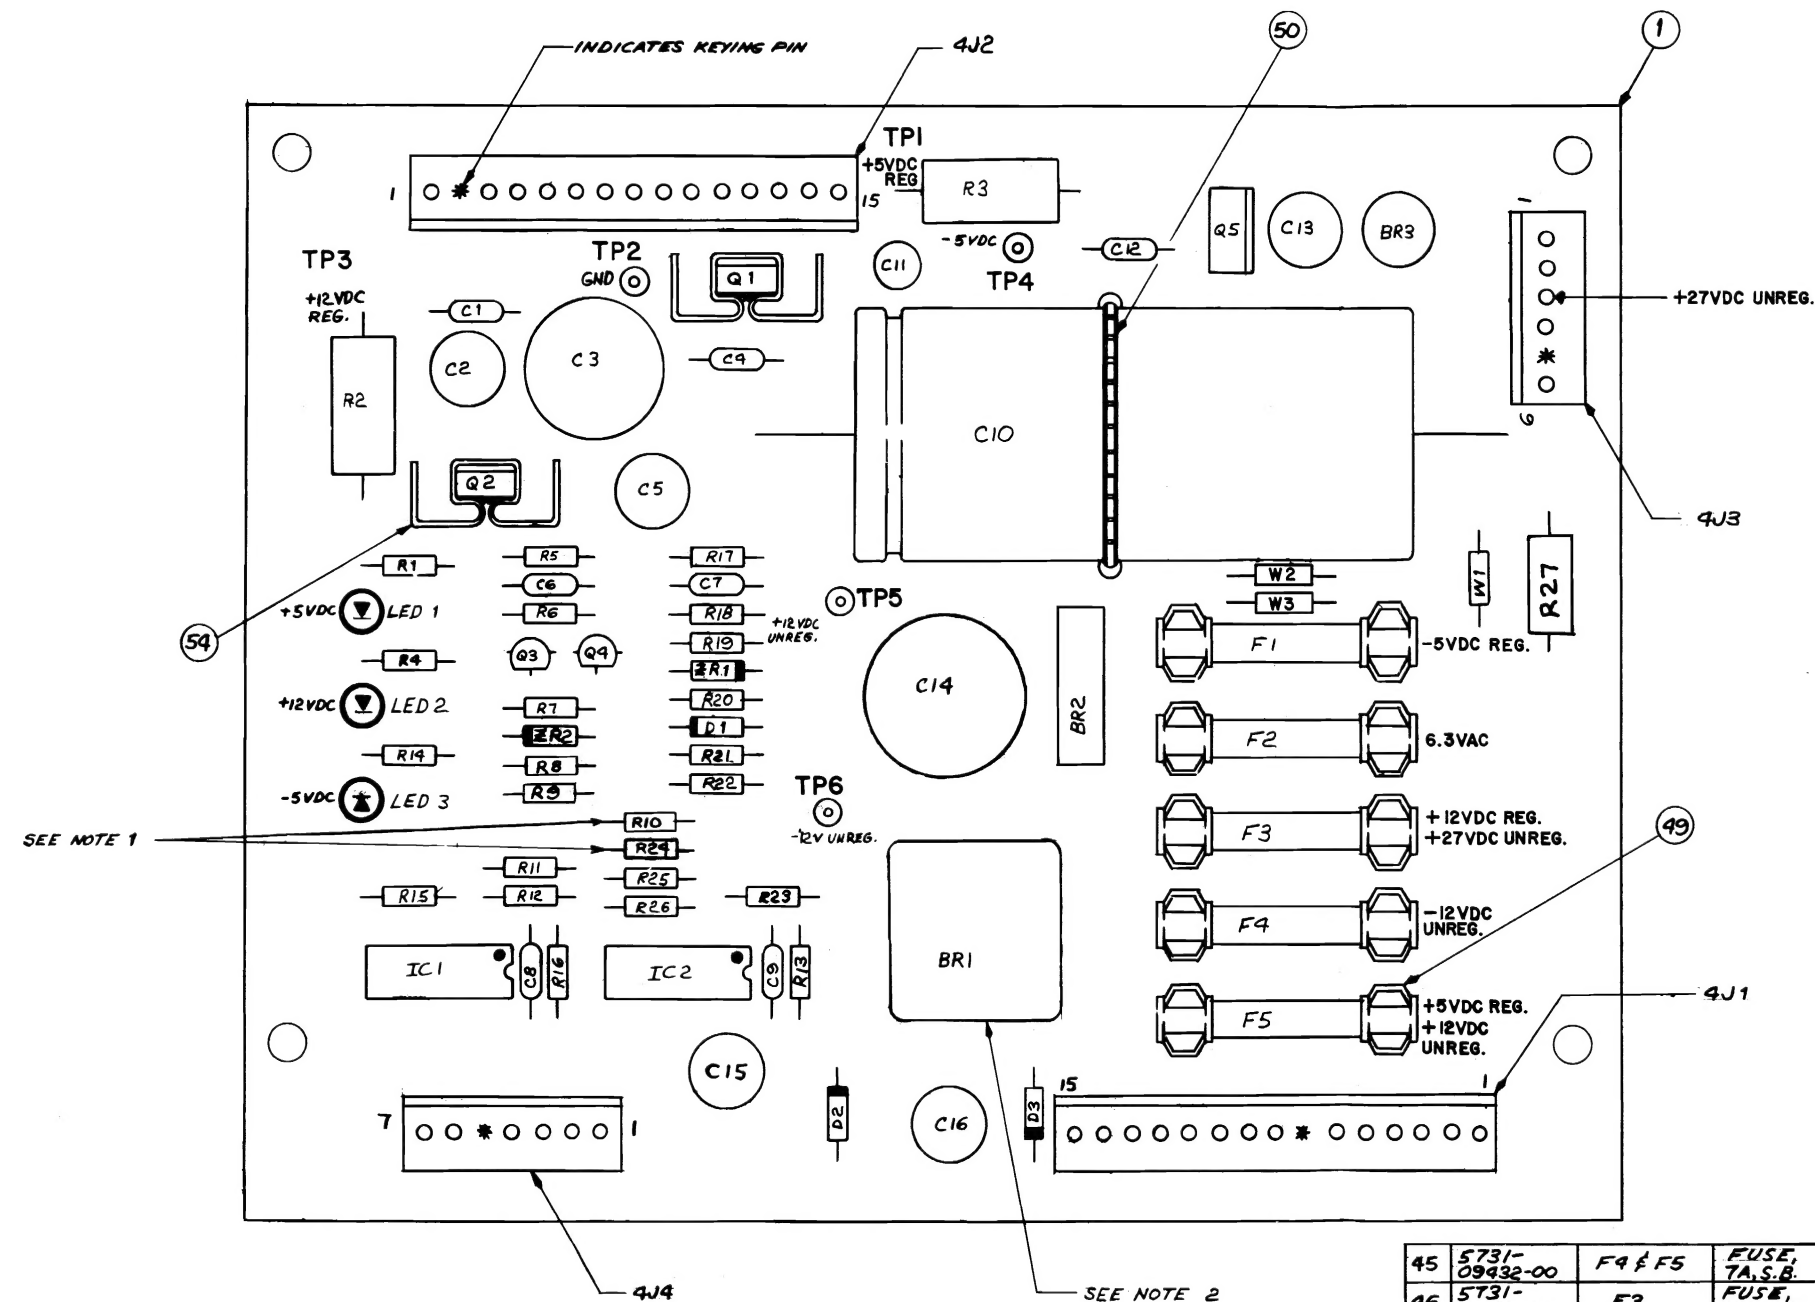 INDICATES KEYING PIN
4J2
50
1
TP1
+5VDC
REG
1
15
R3
-5VDC
TP4
C11
C12
Q5
C13
BR3
1
6
+27VDC UNREG.
4J3
TP3
+12VDC
REG.
TP2
GND
Q1
C1
C2
C3
C4
R2
C10
Q2
C5
54
R1
R5
R17
C6
C7
+5VDC
LED 1
R6
R18
+12VDC
UNREG.
TP5
R19
Q3
Q4
R4
ZR1
+12VDC
LED 2
R7
R20
ZR2
D1
R14
R8
R21
R9
R22
-5VDC
LED 3
C14
BR2
W2
W3
W1
R27
F1
-5VDC REG.
F2
6.3VAC
F3
+12VDC REG.
+27VDC UNREG.
49
F4
-12VDC
UNREG.
F5
+5VDC REG.
+12VDC
UNREG.
4J1
TP6
-12V UNREG.
SEE NOTE 1
R10
R24
R11
R25
R15
R12
R26
R23
IC1
C8
R16
IC2
C9
R13
BR1
C15
D2
C16
D3
15
1
7
1
4J4
SEE NOTE 2
45
5731-
09432-00
F4 & F5
FUSE,
7A, S.B.
46
5731-
F3
FUSE,